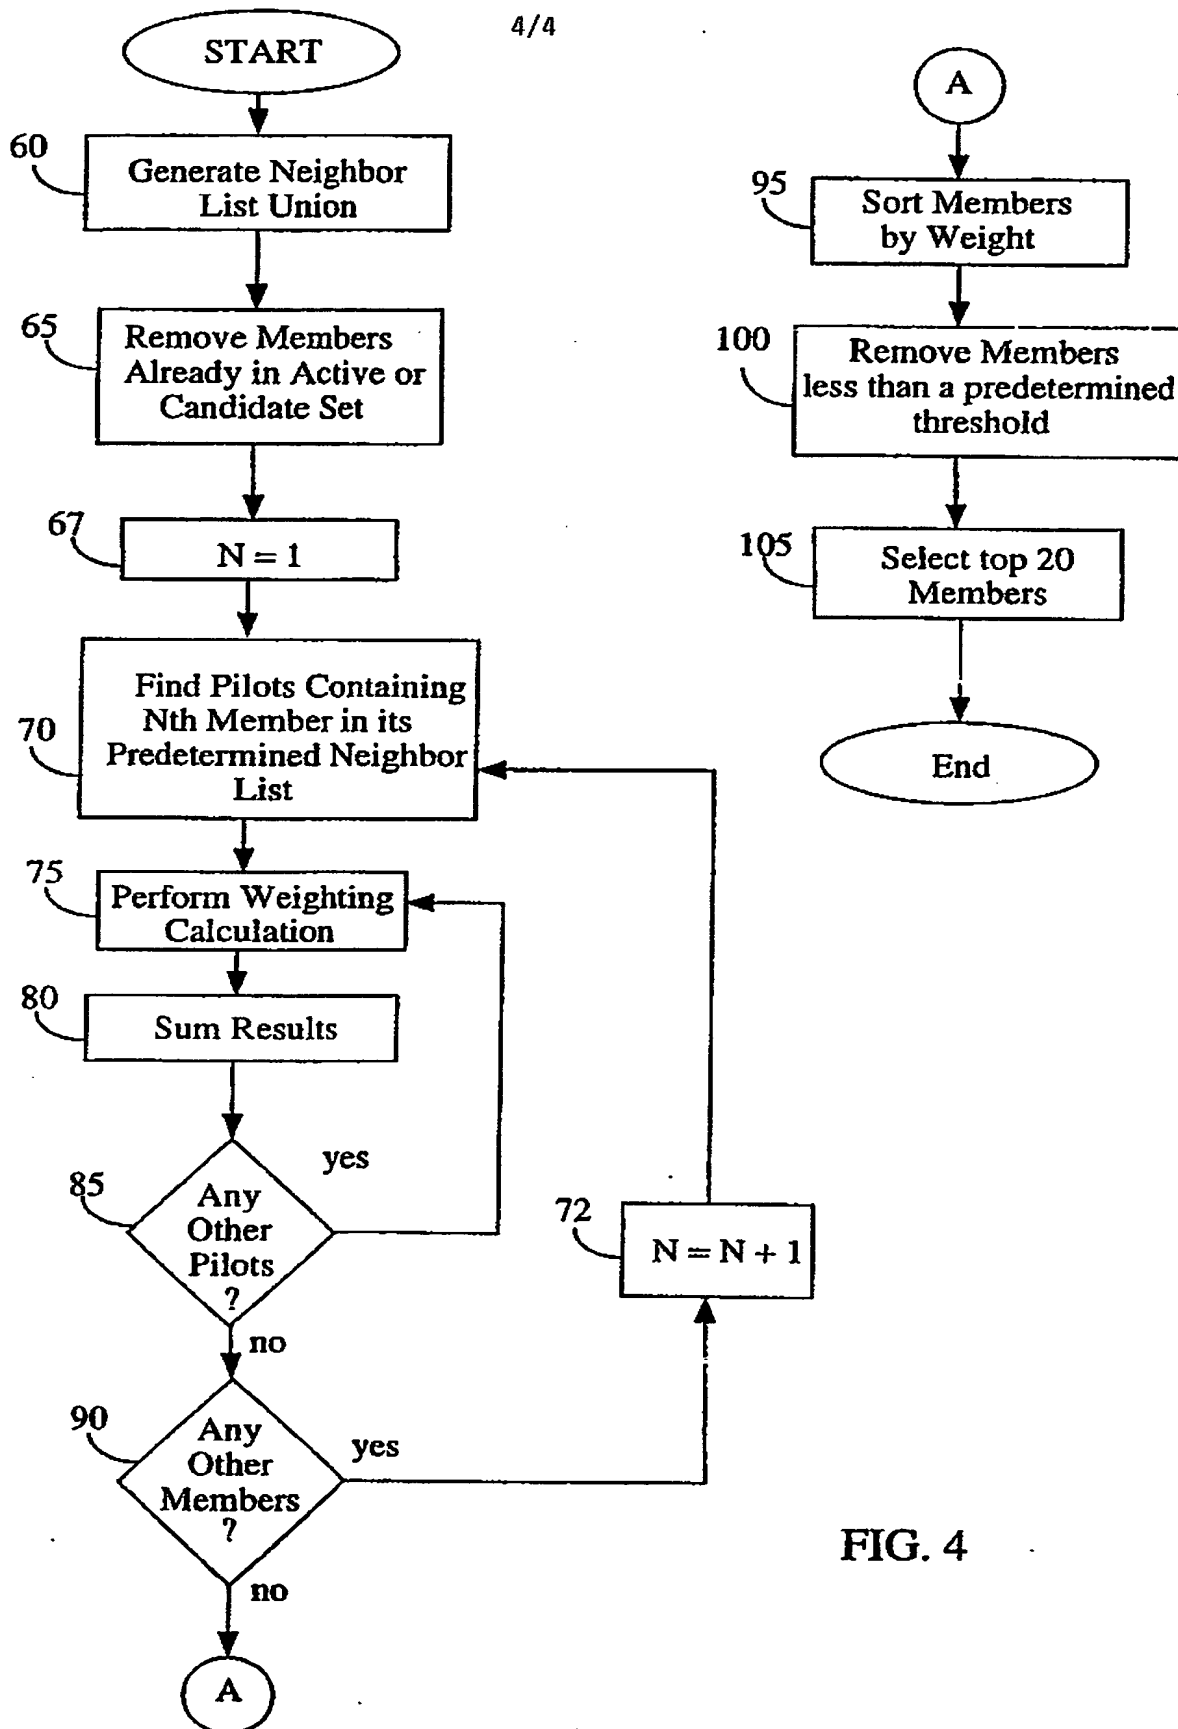 4/4
START
60
Generate Neighbor
List Union
65
Remove Members
Already in Active or
Candidate Set
67
N = 1
70
Find Pilots Containing
Nth Member in its
Predetermined Neighbor
List
75
Perform Weighting
Calculation
80
Sum Results
85
Any
Other
Pilots
?
yes
no
72
N = N + 1
90
Any
Other
Members
?
yes
no
A
A
95
Sort Members
by Weight
100
Remove Members
less than a predetermined
threshold
105
Select top 20
Members
End
FIG. 4